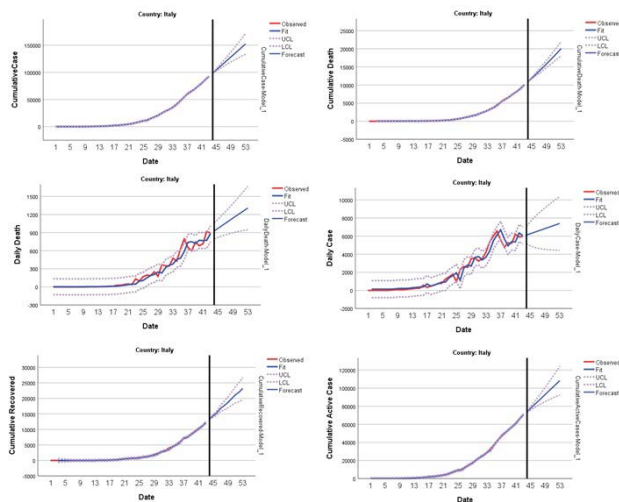 Country: Italy
CumulativeCase
150000
100000
50000
0
1 5 9 13 17 21 25 29 33 37 41 45 49 53
Date
Observed
Fit
UCL
LCL
Forecast
CumulativeCase-Model_1
Country: Italy
Cumulative Death
25000
20000
15000
10000
5000
0
-5000
1 5 9 13 17 21 25 29 33 37 41 45 49 53
Date
Observed
Fit
UCL
LCL
Forecast
CumulativeDeath-Model_1
Country: Italy
Daily Death
1500
1200
900
600
300
0
-300
1 5 9 13 17 21 25 29 33 37 41 45 49 53
Date
Observed
Fit
UCL
LCL
Forecast
DailyDeath-Model_1
Country: Italy
Daily Case
10000
8000
6000
4000
2000
0
-2000
1 5 9 13 17 21 25 29 33 37 41 45 49 53
Date
Observed
Fit
UCL
LCL
Forecast
DailyCase-Model_1
Country: Italy
Cumulative Recovered
30000
25000
20000
15000
10000
5000
0
-5000
1 5 9 13 17 21 25 29 33 37 41 45 49 53
Date
Observed
Fit
UCL
LCL
Forecast
CumulativeRecovered-Model_1
Country: Italy
Cumulative Active Case
120000
100000
80000
60000
40000
20000
0
1 5 9 13 17 21 25 29 33 37 41 45 49 53
Date
Observed
Fit
UCL
LCL
Forecast
CumulativeActiveCases-Model_1